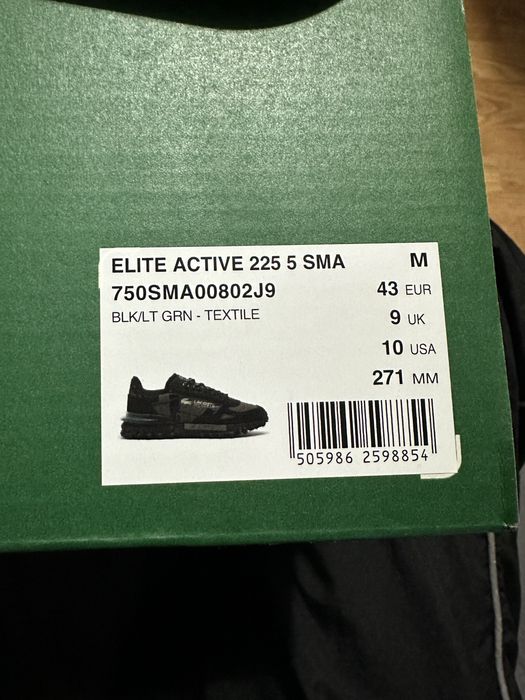 ELITE ACTIVE 225 5 SMA M
750SMA00802J9
BLK/LT GRN - TEXTILE
43 EUR
9 UK
10 USA
271 MM
LACOSTE
505986 2598854